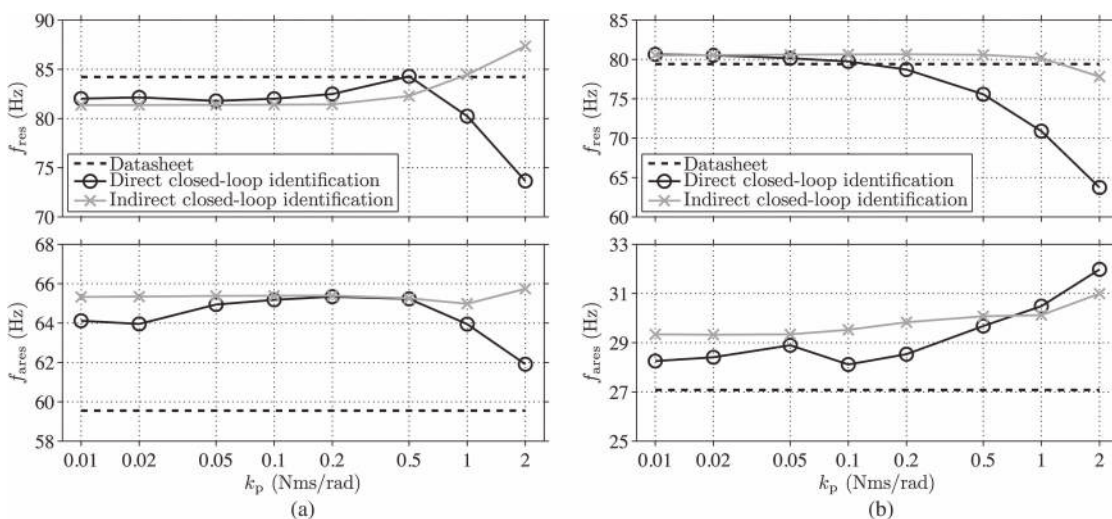 90
85
80
75
70
f_res (Hz)
Datasheet
Direct closed-loop identification
Indirect closed-loop identification
68
66
64
62
60
58
f_ares (Hz)
0.01 0.02 0.05 0.1 0.2 0.5 1 2
k_p (Nms/rad)
(a)
90
85
80
75
70
65
60
f_res (Hz)
Datasheet
Direct closed-loop identification
Indirect closed-loop identification
33
31
29
27
25
f_ares (Hz)
0.01 0.02 0.05 0.1 0.2 0.5 1 2
k_p (Nms/rad)
(b)